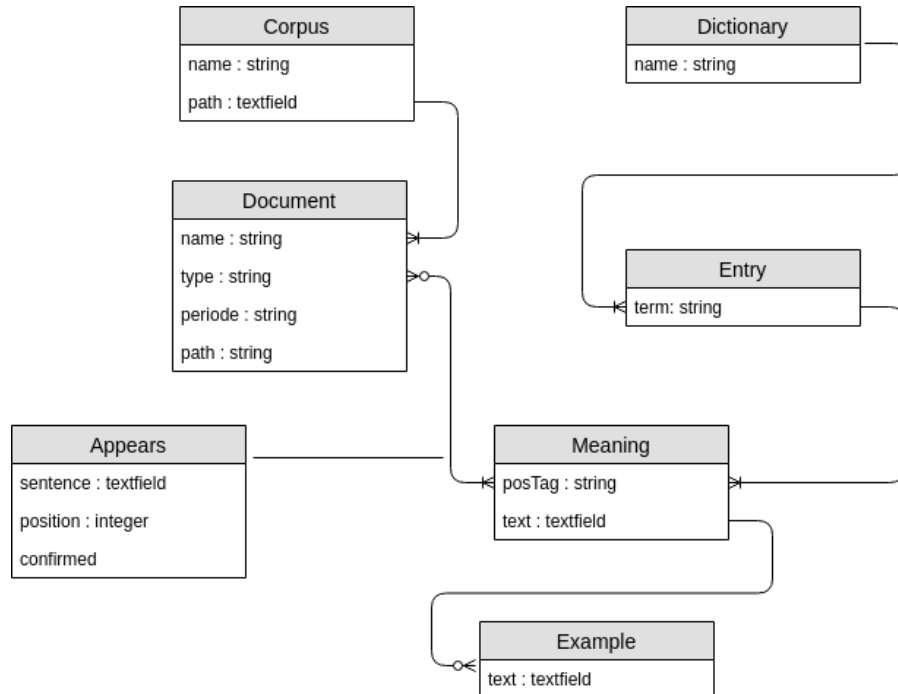 Corpus
name : string
path : textfield
Dictionary
name : string
Document
name : string
type : string
periode : string
path : string
Entry
term: string
Appears
sentence : textfield
position : integer
confirmed
Meaning
posTag : string
text : textfield
Example
text : textfield